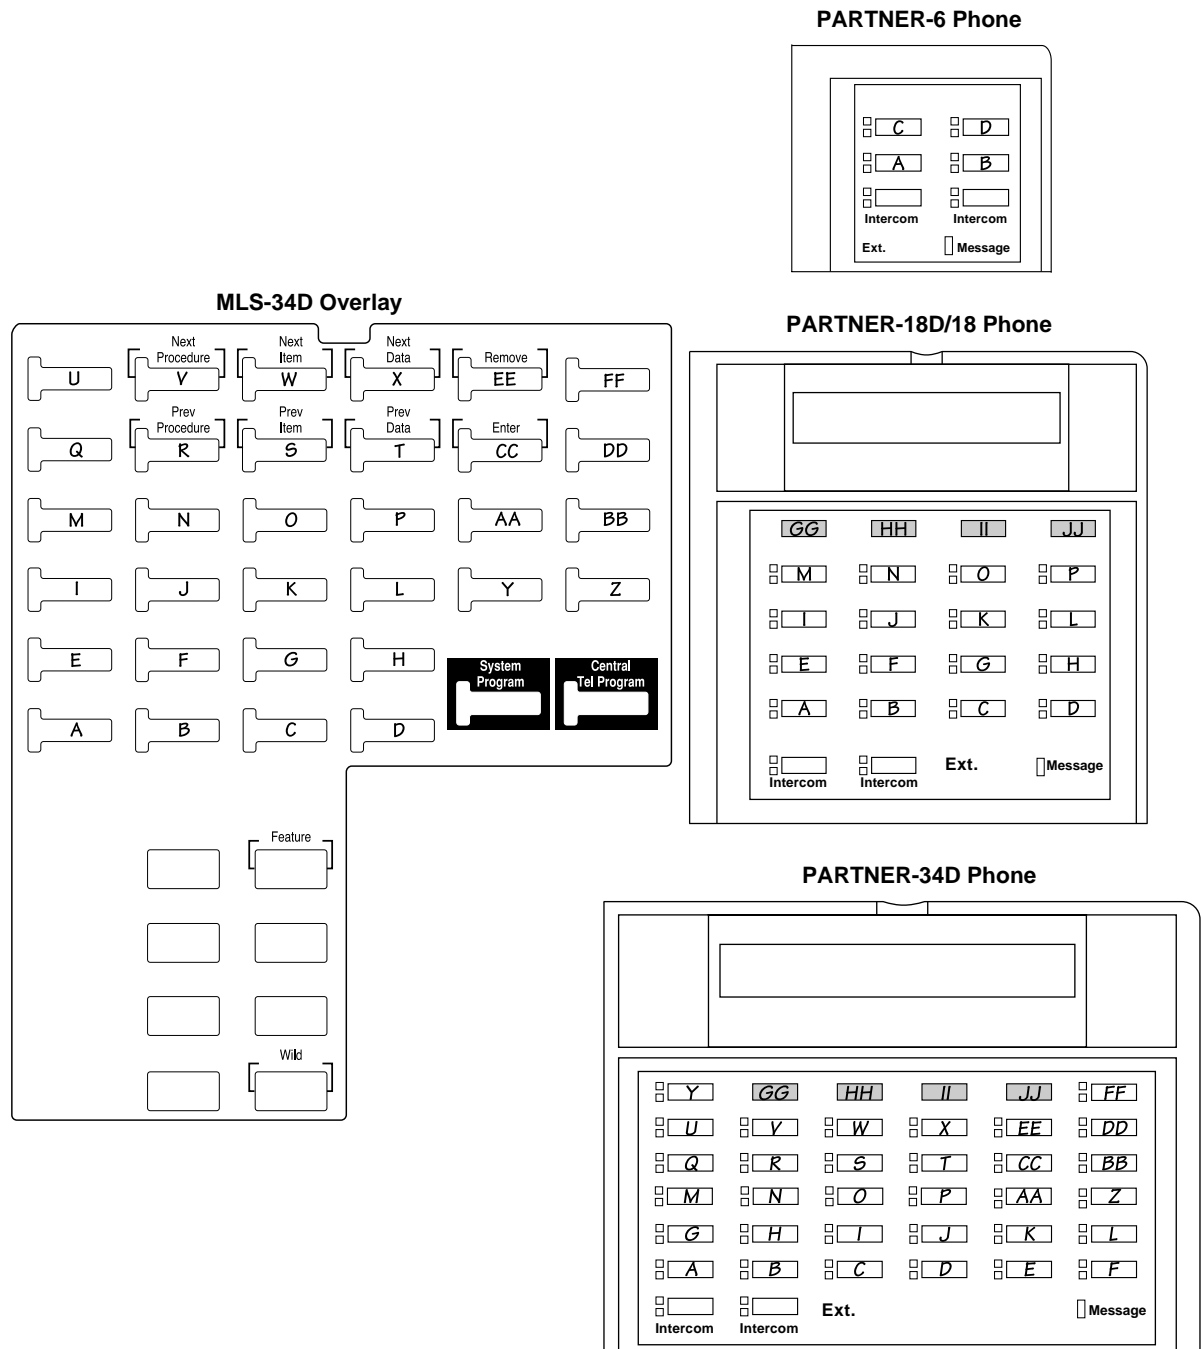 PARTNER-6 Phone
C D
A B
Intercom Intercom
Ext. Message
MLS-34D Overlay
Next Next Next
Procedure Item Data Remove
U V W X EE FF
Prev Prev Prev
Procedure Item Data Enter
Q R S T CC DD
M N O P AA BB
I J K L Y Z
E F G H
System Central
Program Tel Program
A B C D
Feature
Wild
PARTNER-18D/18 Phone
GG HH II JJ
M N O P
I J K L
E F G H
A B C D
Ext. Message
Intercom Intercom
PARTNER-34D Phone
Y GG HH II JJ FF
U V W X EE DD
Q R S T CC BB
M N O P AA Z
G H I J K L
A B C D E F
Ext. Message
Intercom Intercom